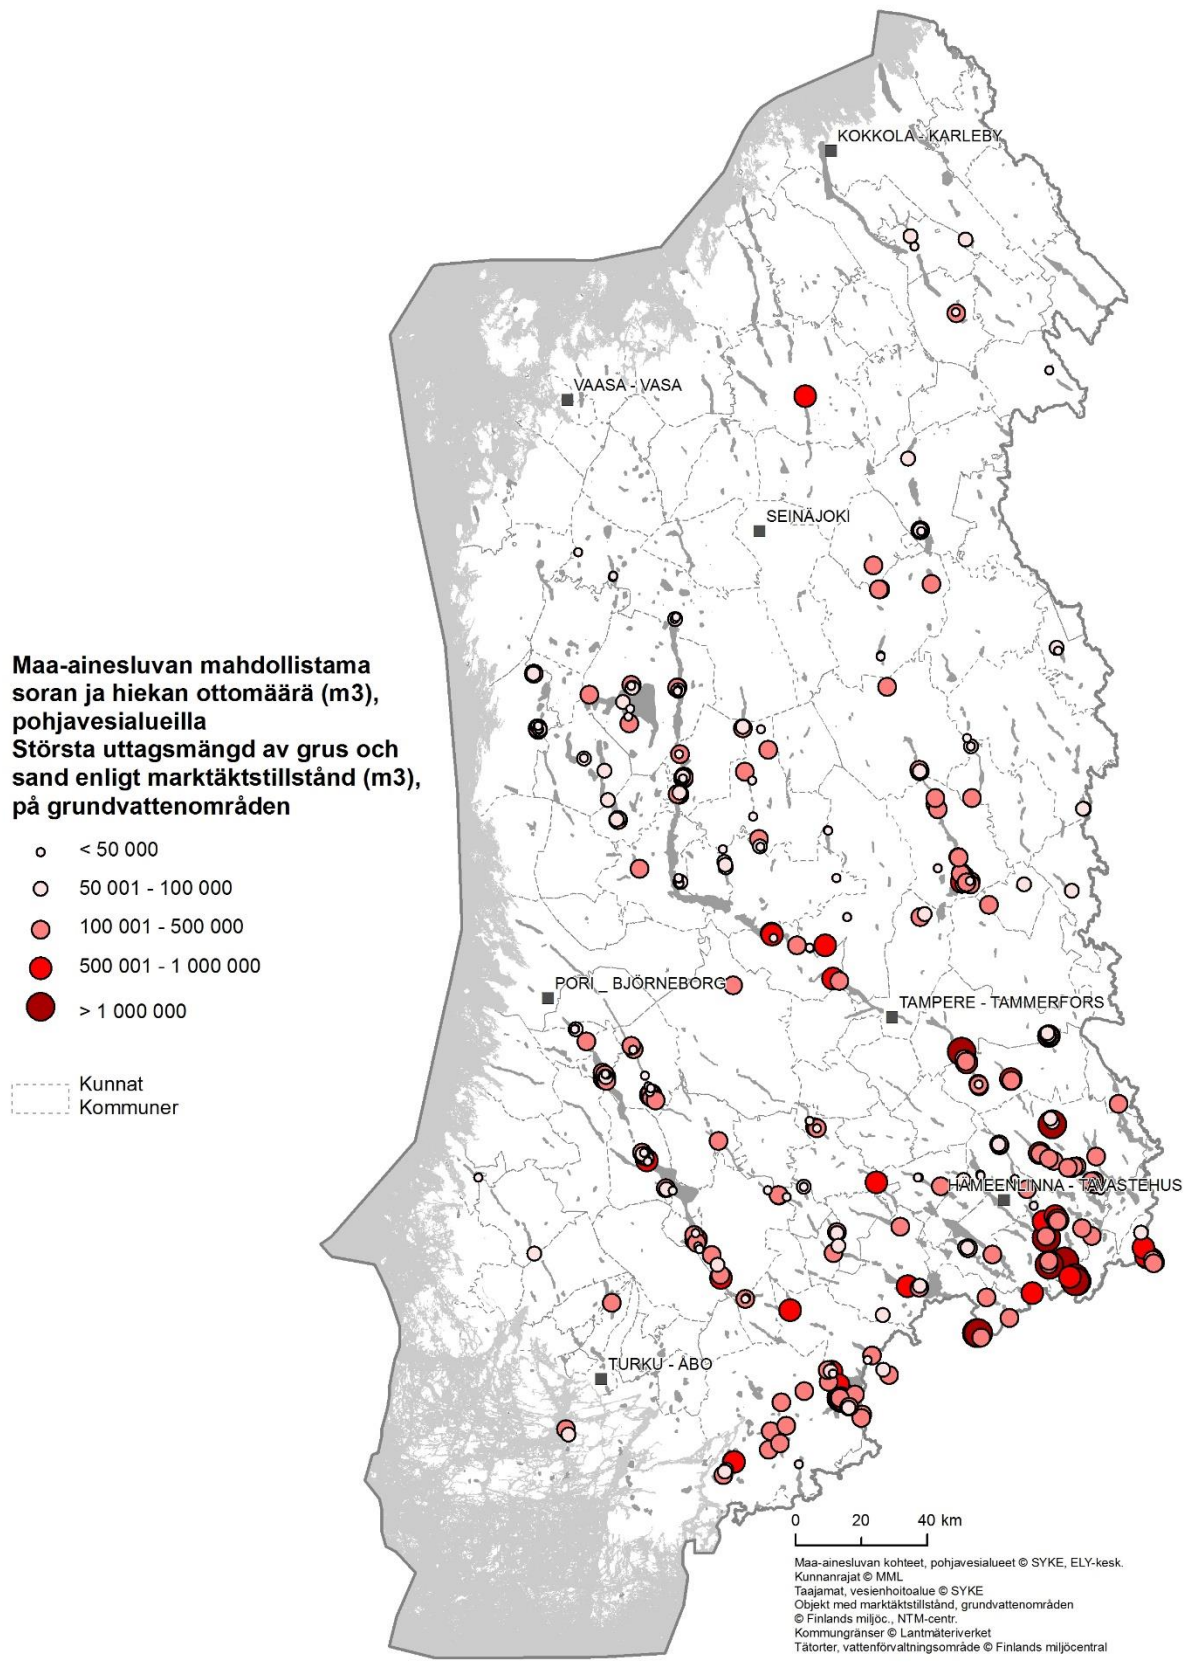 KOKKOLA - KARLEBY
VAASA - VASA
SEINÄJOKI
Maa-ainesluvan mahdollistama
soran ja hiekan ottomäärä (m3),
pohjavesialueilla
Största uttagsmängd av grus och
sand enligt marktäktstillstånd (m3),
på grundvattenområden
< 50 000
50 001 - 100 000
100 001 - 500 000
500 001 - 1 000 000
> 1 000 000
Kunnat
Kommuner
PORI _ BJÖRNEBORG
TAMPERE - TAMMERFORS
HÄMEENLINNA - TAVASTEHUS
TURKU - ÅBO
0 20 40 km
Maa-ainesluvan kohteet, pohjavesialueet © SYKE, ELY-kesk.
Kunnanrajat © MML
Taajamat, vesienhoitoalue © SYKE
Objekt med marktäktstillstånd, grundvattenområden
© Finlands miljöc., NTM-centr.
Kommungränser © Lantmäteriverket
Tätorter, vattenförvaltningsområde © Finlands miljöcentral